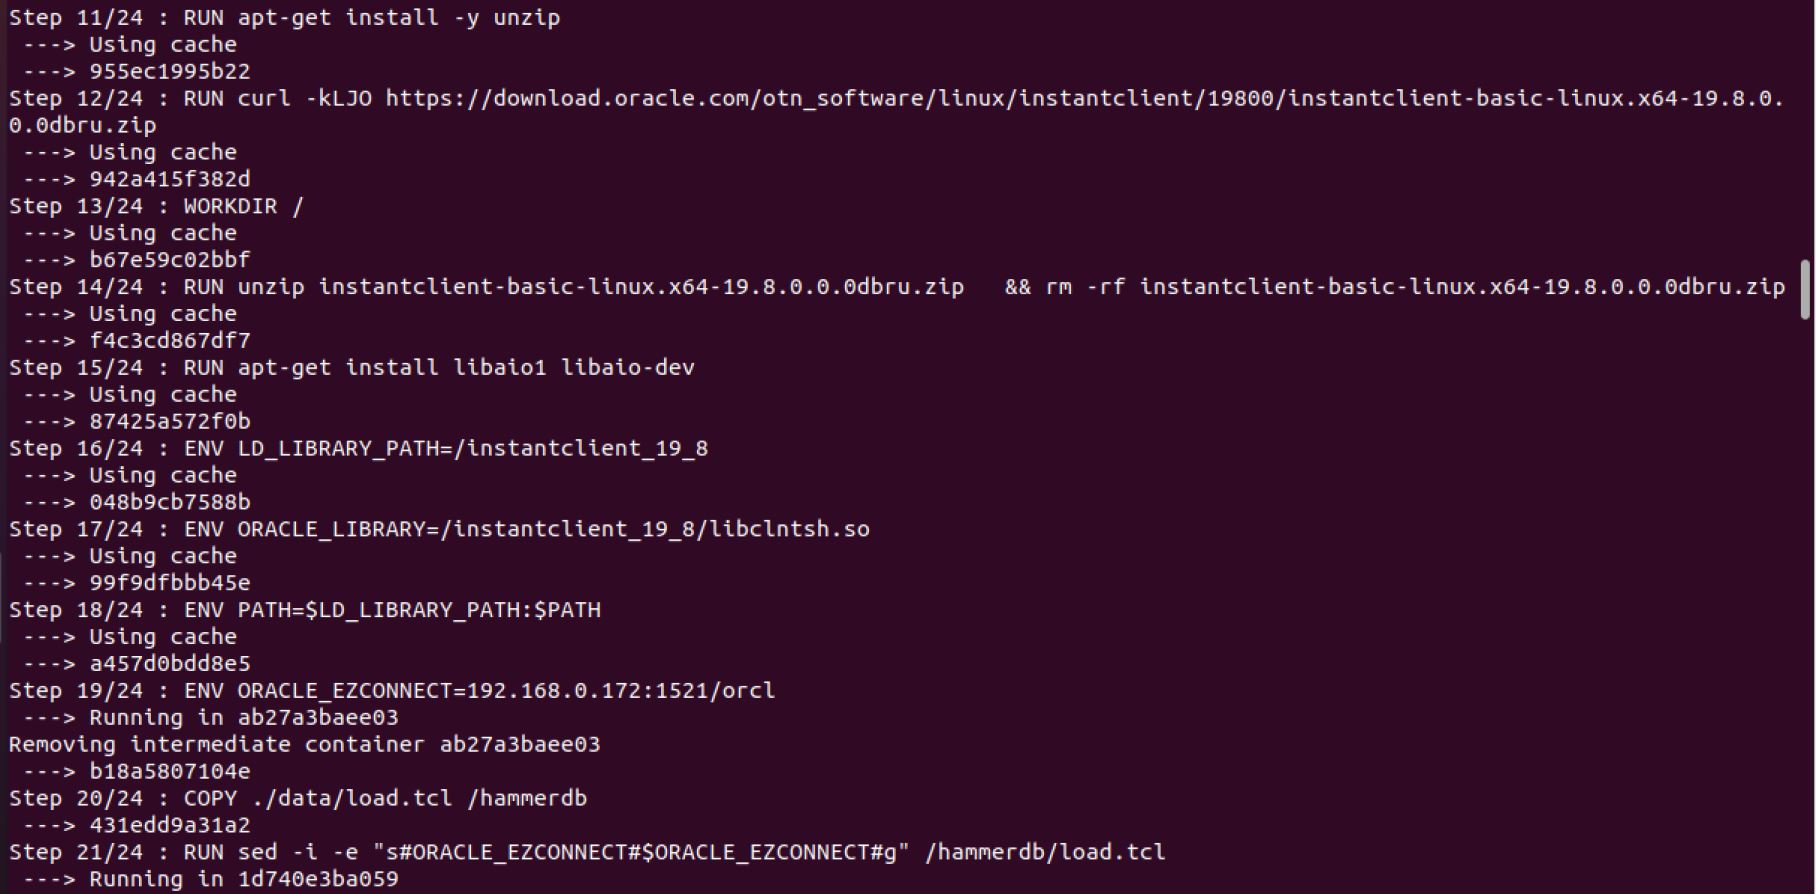 Step 11/24 : RUN apt-get install -y unzip
 ---> Using cache
 ---> 955ec1995b22
Step 12/24 : RUN curl -kLJO https://download.oracle.com/otn_software/linux/instantclient/19800/instantclient-basic-linux.x64-19.8.0.
0.0dbru.zip
 ---> Using cache
 ---> 942a415f382d
Step 13/24 : WORKDIR /
 ---> Using cache
 ---> b67e59c02bbf
Step 14/24 : RUN unzip instantclient-basic-linux.x64-19.8.0.0.0dbru.zip   && rm -rf instantclient-basic-linux.x64-19.8.0.0.0dbru.zip
 ---> Using cache
 ---> f4c3cd867df7
Step 15/24 : RUN apt-get install libaio1 libaio-dev
 ---> Using cache
 ---> 87425a572f0b
Step 16/24 : ENV LD_LIBRARY_PATH=/instantclient_19_8
 ---> Using cache
 ---> 048b9cb7588b
Step 17/24 : ENV ORACLE_LIBRARY=/instantclient_19_8/libclntsh.so
 ---> Using cache
 ---> 99f9dfbbb45e
Step 18/24 : ENV PATH=$LD_LIBRARY_PATH:$PATH
 ---> Using cache
 ---> a457d0bdd8e5
Step 19/24 : ENV ORACLE_EZCONNECT=192.168.0.172:1521/orcl
 ---> Running in ab27a3baee03
Removing intermediate container ab27a3baee03
 ---> b18a5807104e
Step 20/24 : COPY ./data/load.tcl /hammerdb
 ---> 431edd9a31a2
Step 21/24 : RUN sed -i -e "s#ORACLE_EZCONNECT#$ORACLE_EZCONNECT#g" /hammerdb/load.tcl
 ---> Running in 1d740e3ba059